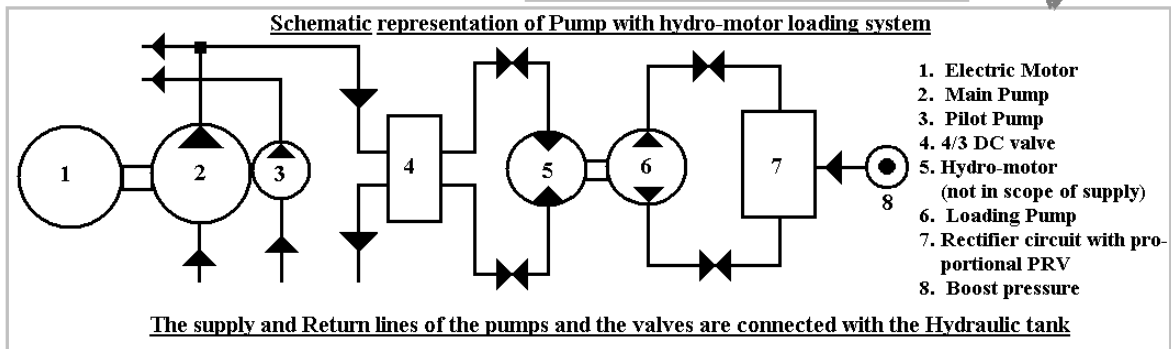 Schematic representation of Pump with hydro-motor loading system
1. Electric Motor
2. Main Pump
3. Pilot Pump
4. 4/3 DC valve
5. Hydro-motor
(not in scope of supply)
6. Loading Pump
7. Rectifier circuit with pro-
portional PRV
8. Boost pressure
1
2
3
4
5
6
7
8
The supply and Return lines of the pumps and the valves are connected with the Hydraulic tank